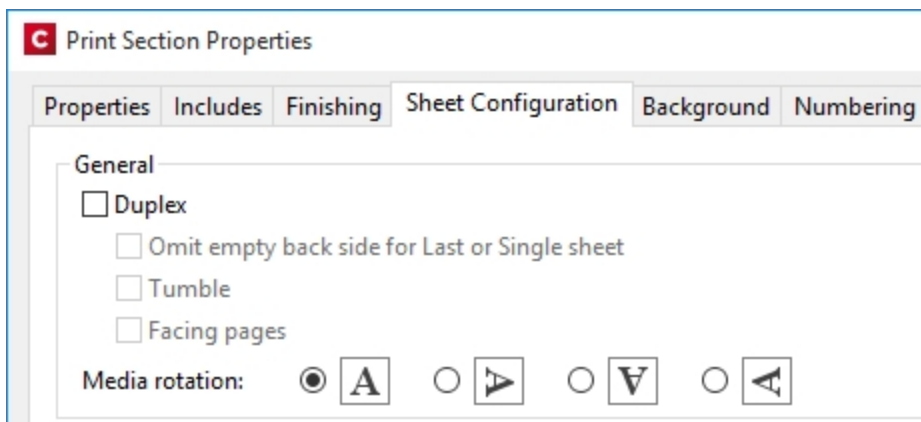 C Print Section Properties
Properties Includes Finishing Sheet Configuration Background Numbering
General
Duplex
Omit empty back side for Last or Single sheet
Tumble
Facing pages
Media rotation: A A A A